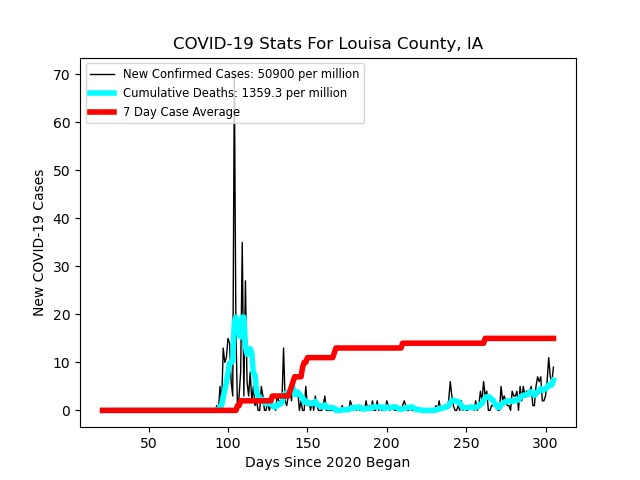 COVID-19 Stats For Louisa County, IA
New Confirmed Cases: 50900 per million
Cumulative Deaths: 1359.3 per million
7 Day Case Average
New COVID-19 Cases
70
60
50
40
30
20
10
0
50 100 150 200 250 300
Days Since 2020 Began